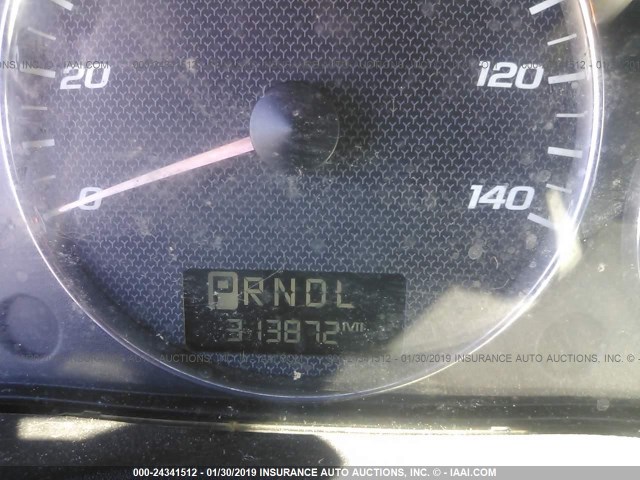 20
120
0
140
PRNDL
313872 MI
000-24341512 - 01/30/2019 INSURANCE AUTO AUCTIONS, INC. © - IAAI.COM